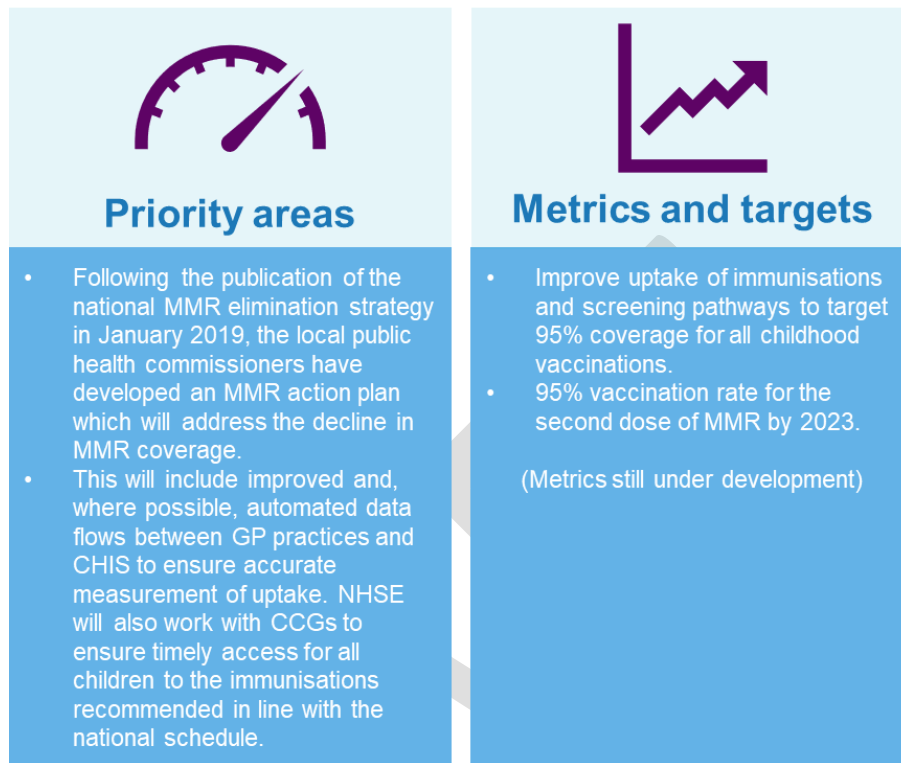 Priority areas
• Following the publication of the
national MMR elimination strategy
in January 2019, the local public
health commissioners have
developed an MMR action plan
which will address the decline in
MMR coverage.
• This will include improved and,
where possible, automated data
flows between GP practices and
CHIS to ensure accurate
measurement of uptake. NHSE
will also work with CCGs to
ensure timely access for all
children to the immunisations
recommended in line with the
national schedule.
Metrics and targets
• Improve uptake of immunisations
and screening pathways to target
95% coverage for all childhood
vaccinations.
• 95% vaccination rate for the
second dose of MMR by 2023.
(Metrics still under development)